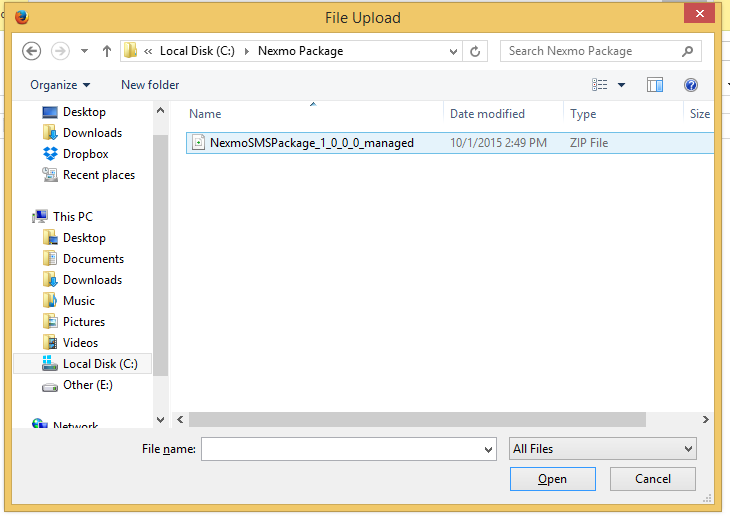 File Upload
« Local Disk (C:) Nexmo Package Search Nexmo Package
Organize New folder
Name Date modified Type Size
NexmoSMSPackage_1_0_0_0_managed 10/1/2015 2:49 PM ZIP File
Desktop
Downloads
Dropbox
Recent places
This PC
Desktop
Documents
Downloads
Music
Pictures
Videos
Local Disk (C:)
Other (E:)
Network
File name: All Files
Open Cancel